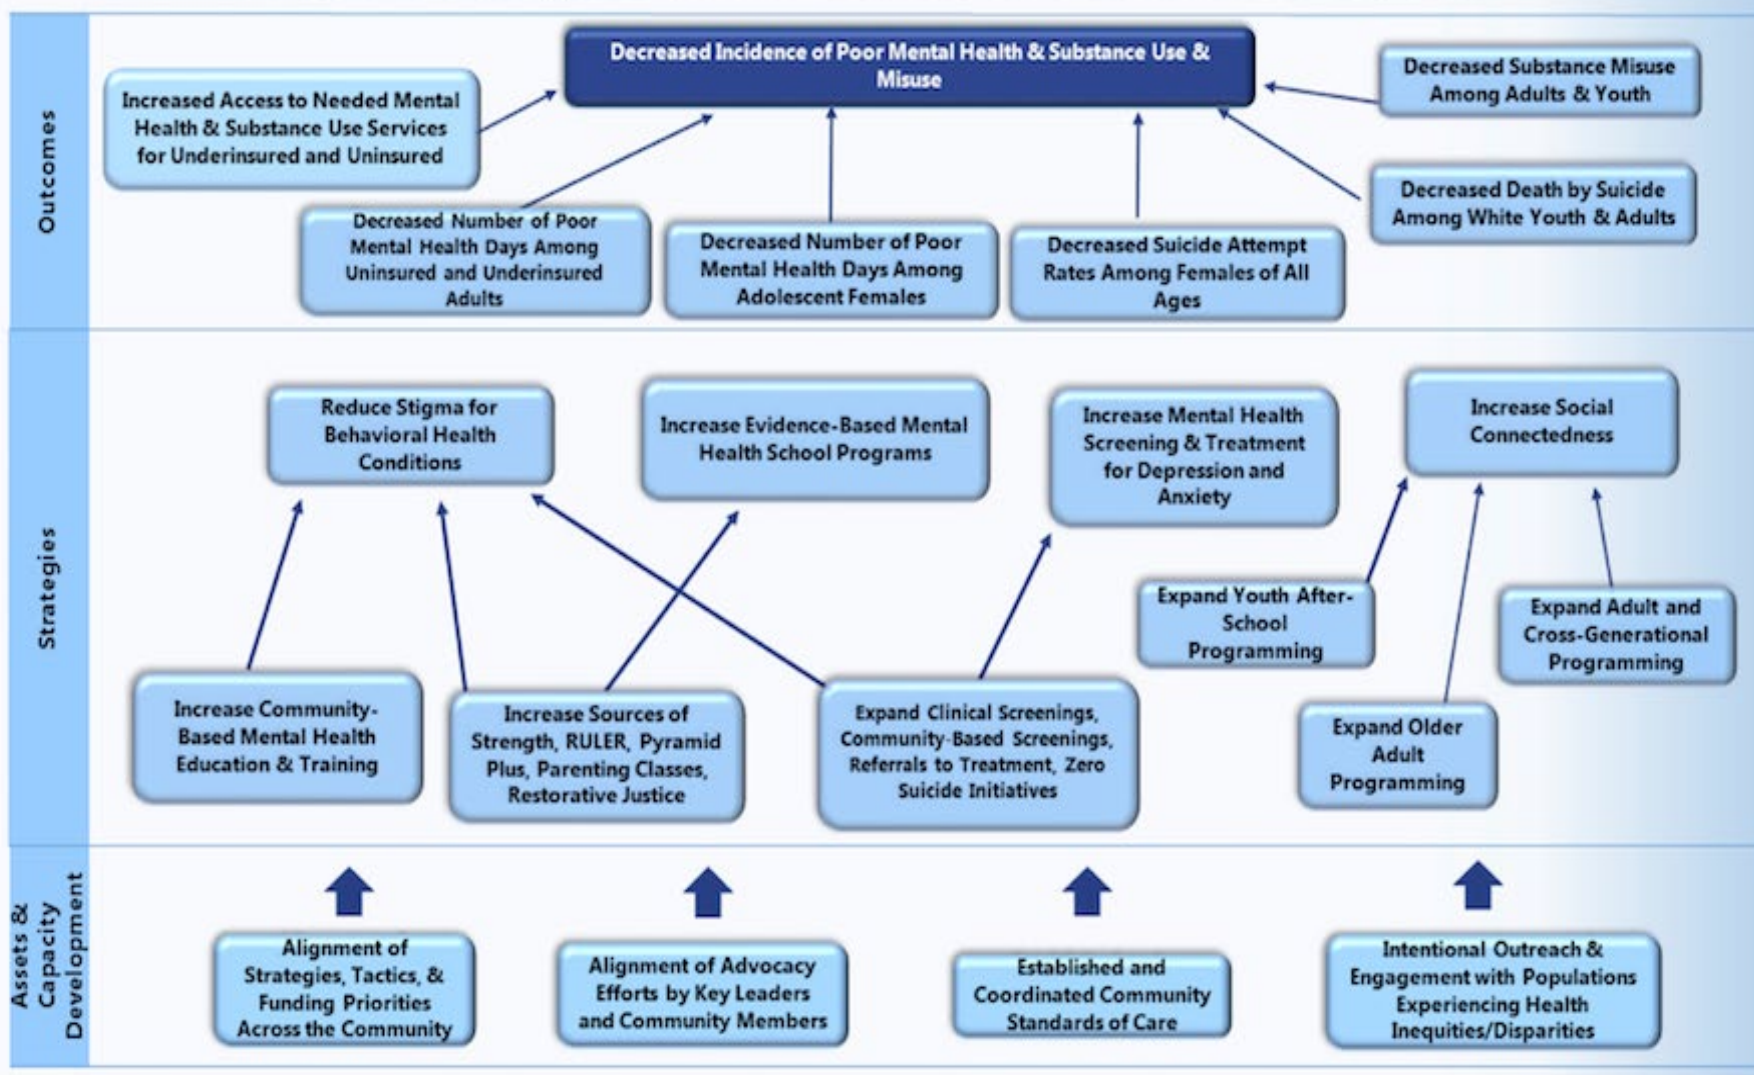 Outcomes
Decreased Incidence of Poor Mental Health & Substance Use &
Misuse
Increased Access to Needed Mental
Health & Substance Use Services
for Underinsured and Uninsured
Decreased Substance Misuse
Among Adults & Youth
Decreased Death by Suicide
Among White Youth & Adults
Decreased Number of Poor
Mental Health Days Among
Uninsured and Underinsured
Adults
Decreased Number of Poor
Mental Health Days Among
Adolescent Females
Decreased Suicide Attempt
Rates Among Females of All
Ages
Strategies
Reduce Stigma for
Behavioral Health
Conditions
Increase Evidence-Based Mental
Health School Programs
Increase Mental Health
Screening & Treatment
for Depression and
Anxiety
Increase Social
Connectedness
Expand Youth After-
School
Programming
Expand Adult and
Cross-Generational
Programming
Increase Community-
Based Mental Health
Education & Training
Increase Sources of
Strength, RULER, Pyramid
Plus, Parenting Classes,
Restorative Justice
Expand Clinical Screenings,
Community-Based Screenings,
Referrals to Treatment, Zero
Suicide Initiatives
Expand Older
Adult
Programming
Assets &
Capacity
Development
Alignment of
Strategies, Tactics, &
Funding Priorities
Across the Community
Alignment of Advocacy
Efforts by Key Leaders
and Community Members
Established and
Coordinated Community
Standards of Care
Intentional Outreach &
Engagement with Populations
Experiencing Health
Inequities/Disparities